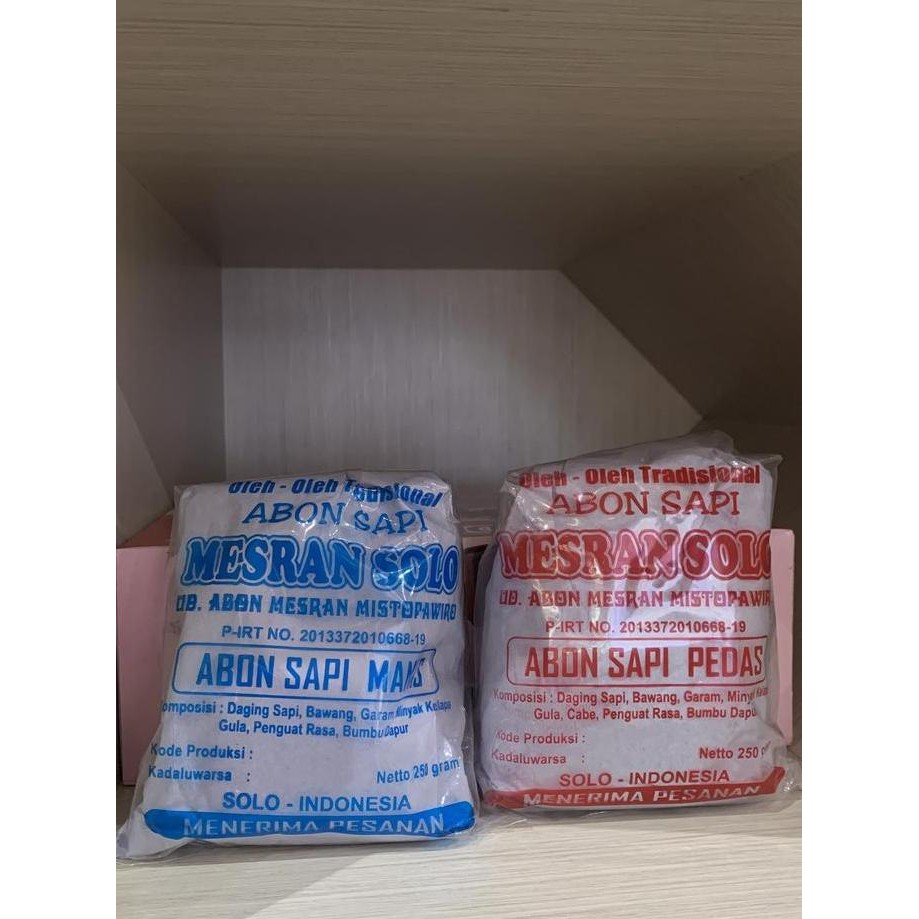 Oleh - Oleh Tradisional
ABON SAPI
MESRAN SOLO
UD. ABON MESRAN MISTOPAWIRO
P-IRT NO. 2013372010668-19
ABON SAPI MANIS
Komposisi : Daging Sapi, Bawang, Garam, Minyak Kelapa
Gula, Penguat Rasa, Bumbu Dapur
Kode Produksi :
Kadaluwarsa :
Netto 250 gram
SOLO - INDONESIA
MENERIMA PESANAN
Oleh - Oleh Tradisional
ABON SAPI
MESRAN SOLO
UD. ABON MESRAN MISTOPAWIRO
P-IRT NO. 2013372010668-19
ABON SAPI PEDAS
Komposisi : Daging Sapi, Bawang, Garam, Minyak Kelapa
Gula, Cabe, Penguat Rasa, Bumbu Dapur
Kode Produksi :
Kadaluwarsa :
Netto 250 gram
SOLO - INDONESIA
MENERIMA PESANAN